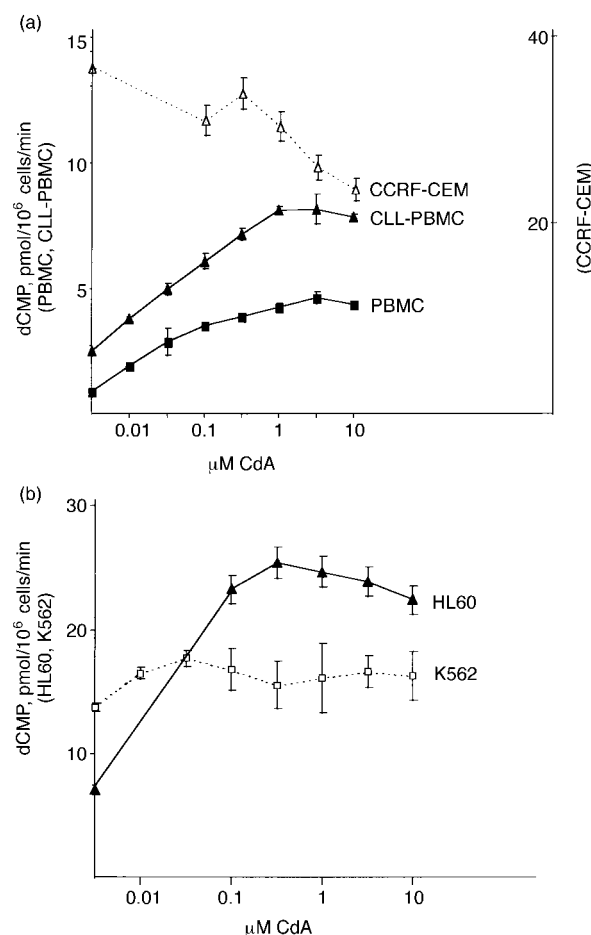 (a)
15
10
5
dCMP, pmol/10⁶ cells/min
(PBMC, CLL-PBMC)
40
20
(CCRF-CEM)
CCRF-CEM
CLL-PBMC
PBMC
0.01
0.1
1
10
μM CdA
(b)
30
20
10
dCMP, pmol/10⁶ cells/min
(HL60, K562)
HL60
K562
0.01
0.1
1
10
μM CdA